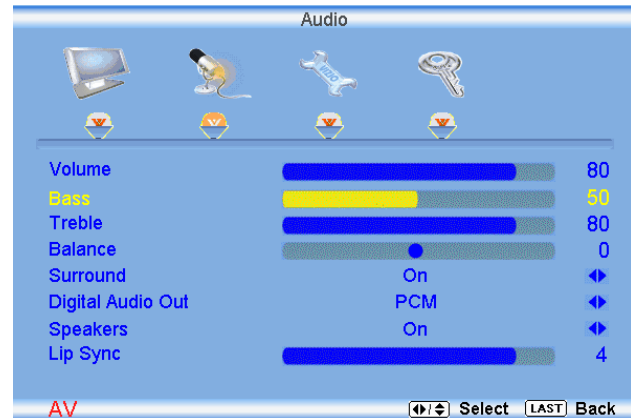 Audio
Volume 80
Bass 50
Treble 80
Balance 0
Surround On
Digital Audio Out PCM
Speakers On
Lip Sync 4
AV Select LAST Back